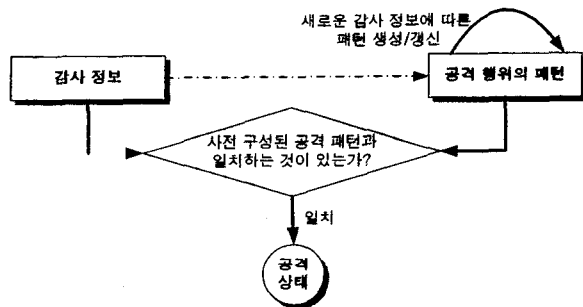 새로운 감사 정보에 따른
패턴 생성/갱신
감사 정보
공격 행위의 패턴
사전 구성된 공격 패턴과
일치하는 것이 있는가?
일치
공격
상태